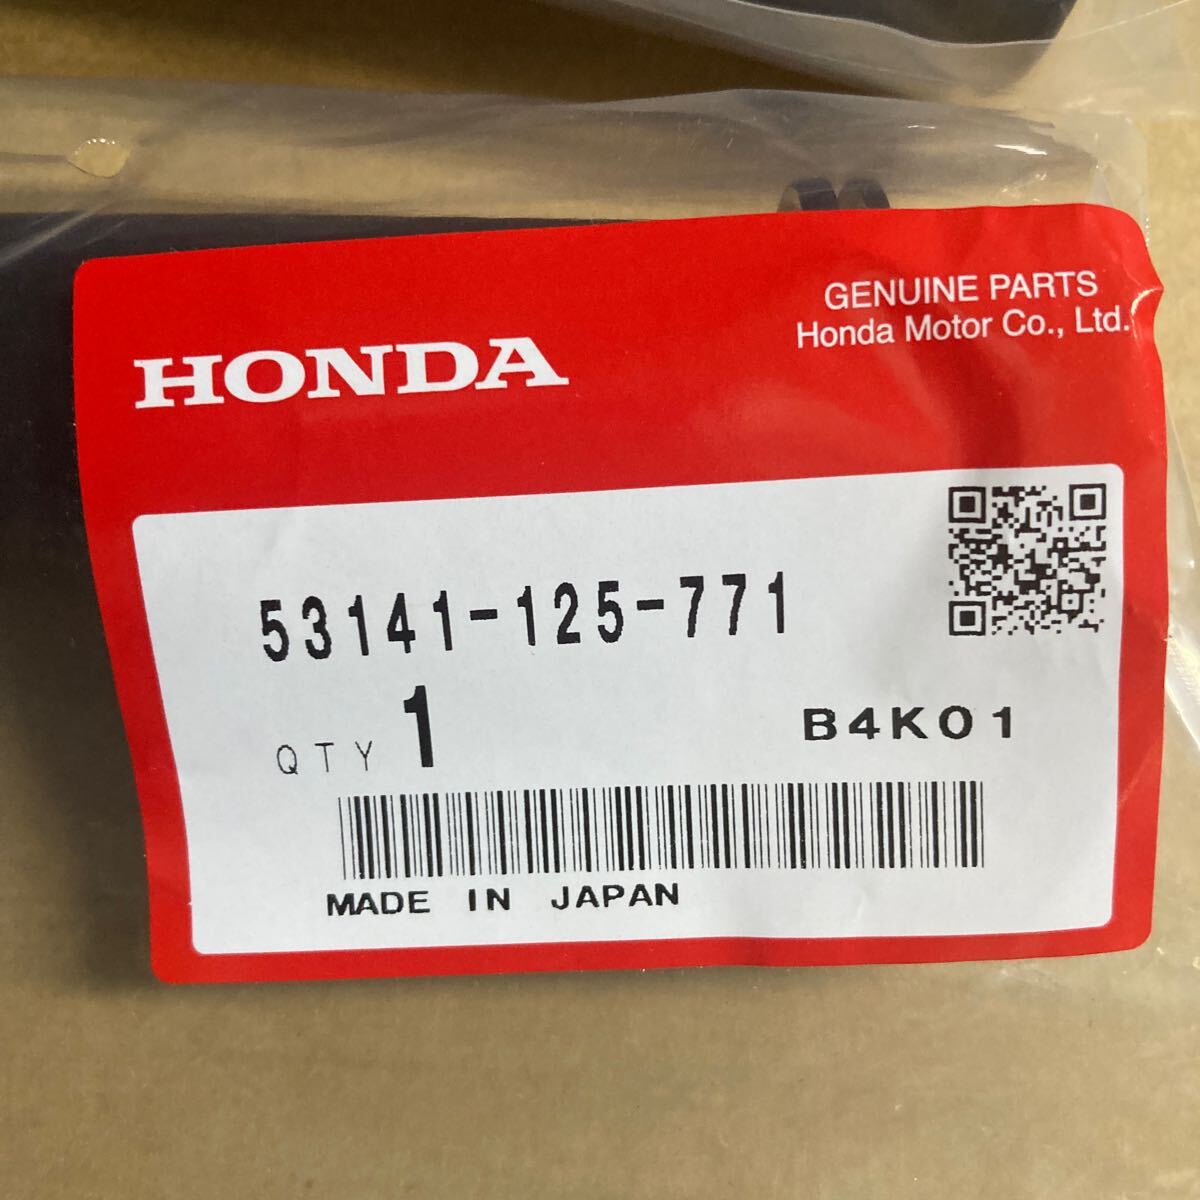 HONDA
GENUINE PARTS
Honda Motor Co., Ltd.
53141-125-771
QTY 1
B4K01
MADE IN JAPAN